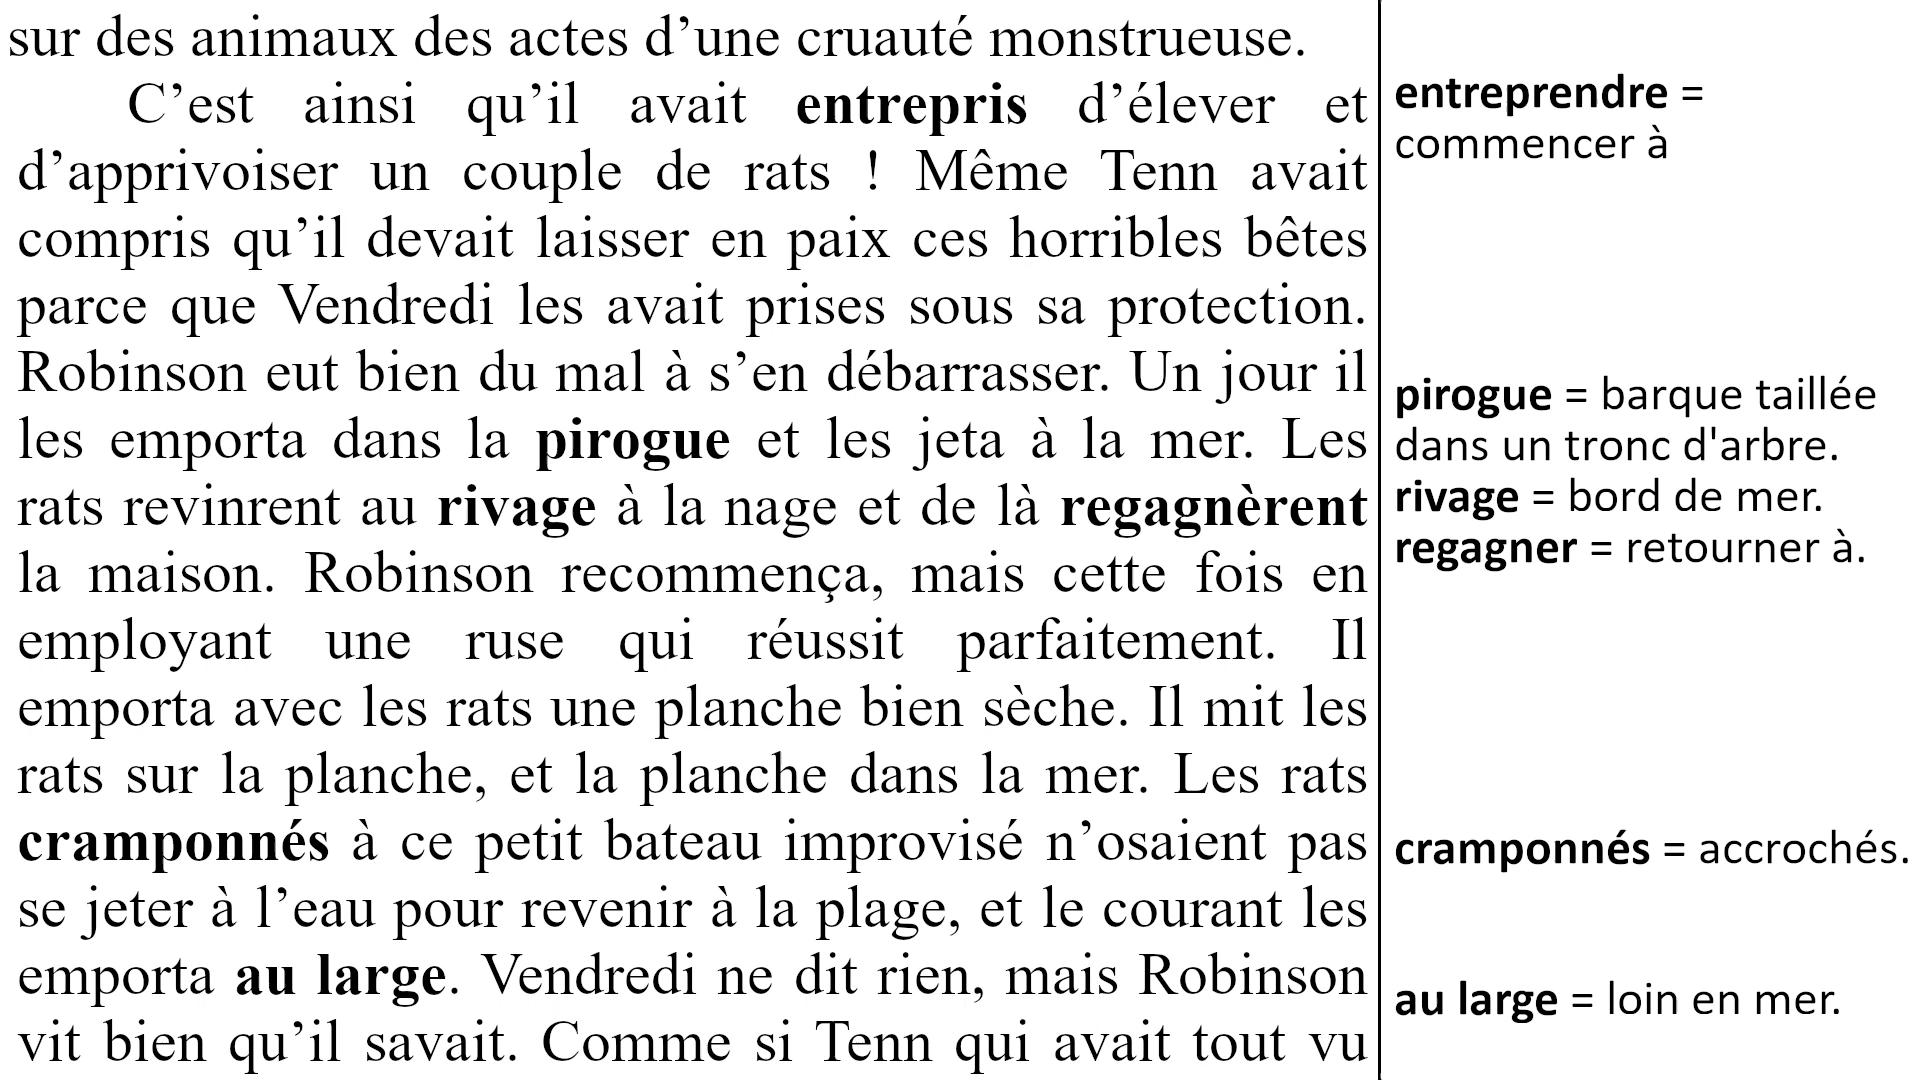 sur des animaux des actes d’une cruauté monstrueuse.
C’est ainsi qu’il avait entrepris d’élever et
d’apprivoiser un couple de rats ! Même Tenn avait
compris qu’il devait laisser en paix ces horribles bêtes
parce que Vendredi les avait prises sous sa protection.
Robinson eut bien du mal à s’en débarrasser. Un jour il
les emporta dans la pirogue et les jeta à la mer. Les
rats revinrent au rivage à la nage et de là regagnèrent
la maison. Robinson recommença, mais cette fois en
employant une ruse qui réussit parfaitement. Il
emporta avec les rats une planche bien sèche. Il mit les
rats sur la planche, et la planche dans la mer. Les rats
cramponnés à ce petit bateau improvisé n’osaient pas
se jeter à l’eau pour revenir à la plage, et le courant les
emporta au large. Vendredi ne dit rien, mais Robinson
vit bien qu’il savait. Comme si Tenn qui avait tout vu
entreprendre =
commencer à
pirogue = barque taillée
dans un tronc d'arbre.
rivage = bord de mer.
regagner = retourner à.
cramponnés = accrochés.
au large = loin en mer.